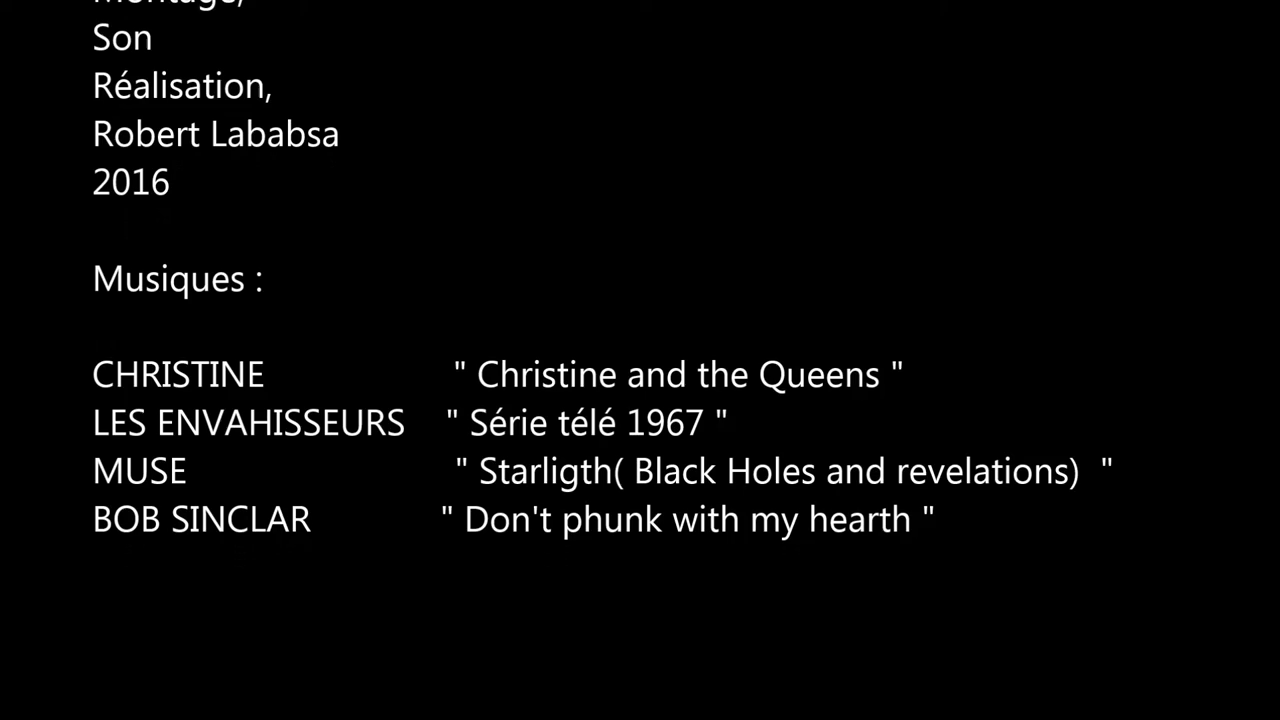 Montage,
Son
Réalisation,
Robert Lababsa
2016
Musiques :
CHRISTINE " Christine and the Queens "
LES ENVAHISSEURS " Série télé 1967 "
MUSE " Starligth( Black Holes and revelations) "
BOB SINCLAR " Don't phunk with my hearth "